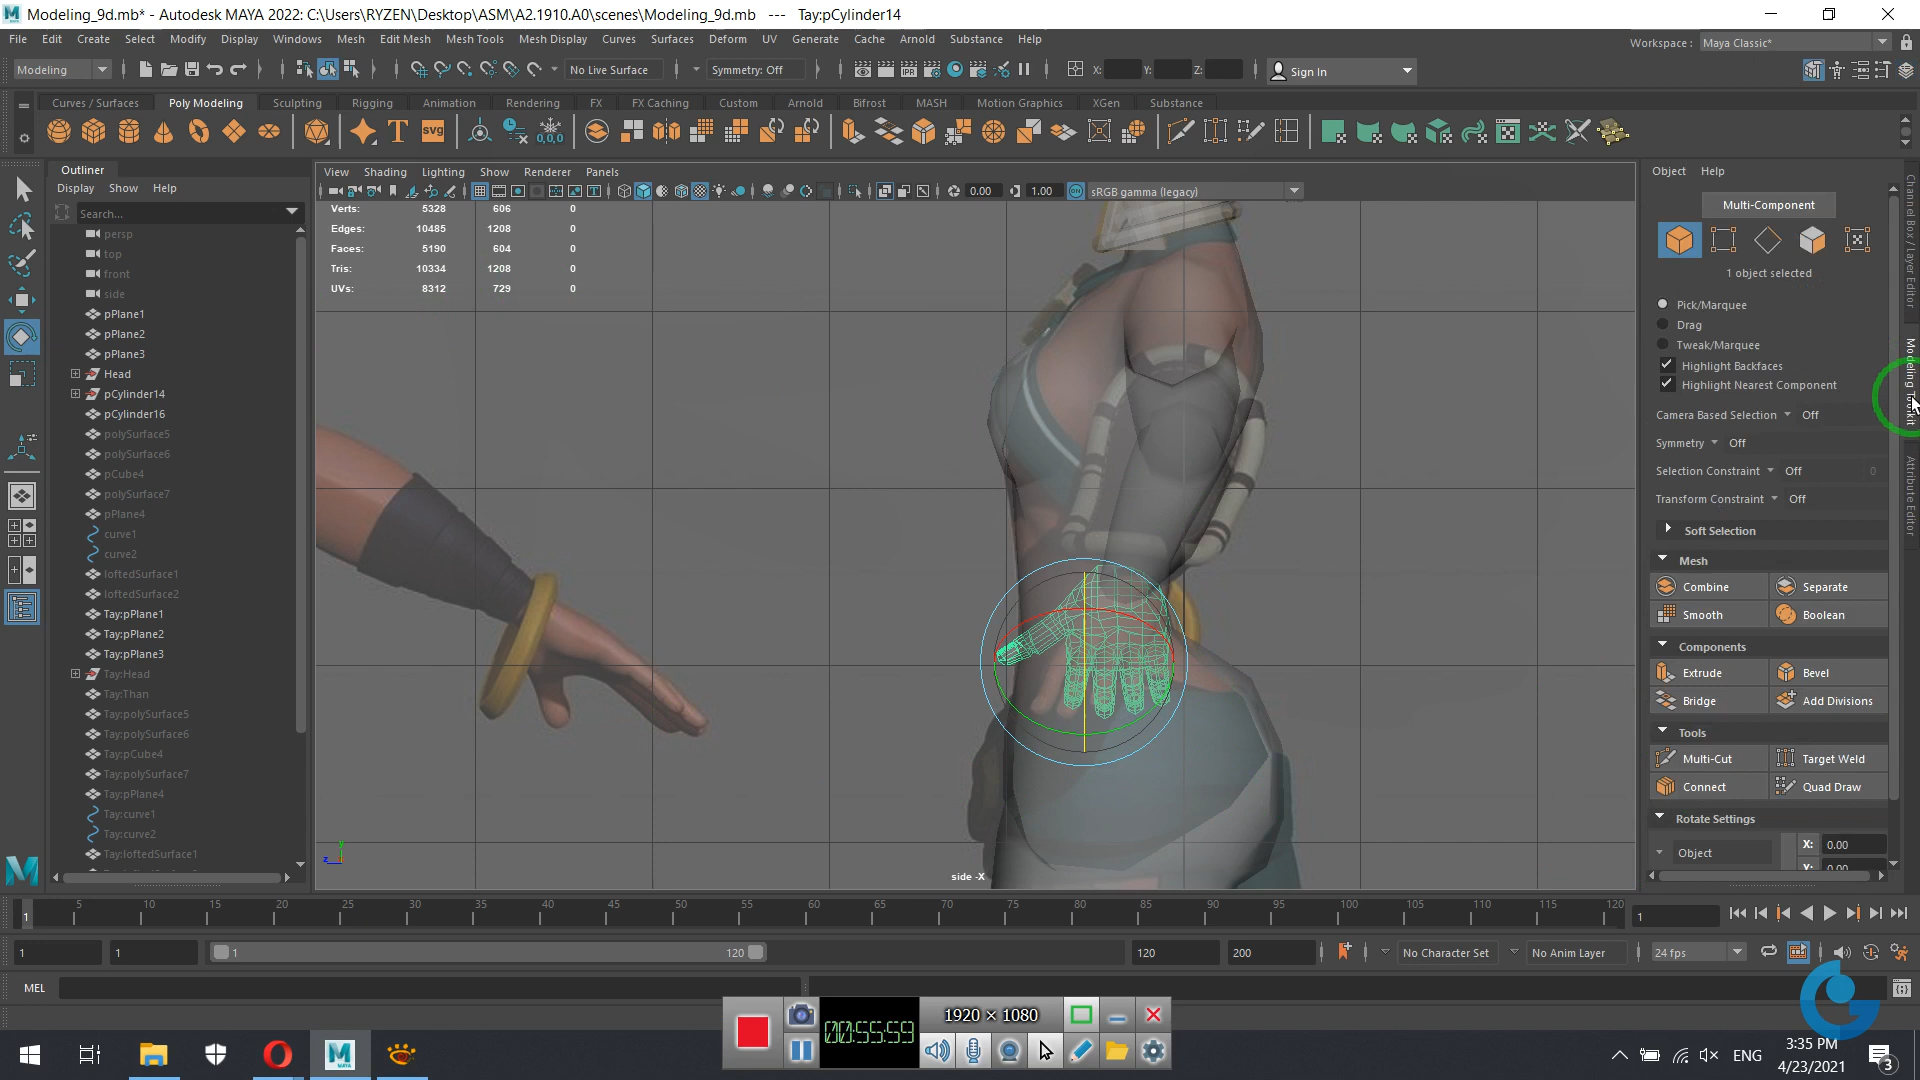 Modeling_9d.mb* - Autodesk MAYA 2022: C:\Users\RYZEN\Desktop\ASM\A2.1910.A0\scenes\Modeling_9d.mb --- Tay:pCylinder14
File Edit Create Select Modify Display Windows Mesh Edit Mesh Mesh Tools Mesh Display Curves Surfaces Deform UV Generate Cache Arnold Substance Help
Workspace : Maya Classic*
Modeling No Live Surface Symmetry: Off X: Y: Z: Sign In
Curves / Surfaces Poly Modeling Sculpting Rigging Animation Rendering FX FX Caching Custom Arnold Bifrost MASH Motion Graphics XGen Substance
T svg 0,0,0
Outliner
Display Show Help
Search...
persp
top
front
side
pPlane1
pPlane2
pPlane3
Head
pCylinder14
pCylinder16
polySurface5
polySurface6
pCube4
polySurface7
pPlane4
curve1
curve2
loftedSurface1
loftedSurface2
Tay:pPlane1
Tay:pPlane2
Tay:pPlane3
Tay:Head
Tay:Than
Tay:polySurface5
Tay:polySurface6
Tay:pCube4
Tay:polySurface7
Tay:pPlane4
Tay:curve1
Tay:curve2
Tay:loftedSurface1
View Shading Lighting Show Renderer Panels
0.00 1.00 ON sRGB gamma (legacy)
Verts: 5328 606 0
Edges: 10485 1208 0
Faces: 5190 604 0
Tris: 10334 1208 0
UVs: 8312 729 0
y
z
side -X
Object Help
Multi-Component
1 object selected
Pick/Marquee
Drag
Tweak/Marquee
Highlight Backfaces
Highlight Nearest Component
Camera Based Selection Off
Symmetry Off
Selection Constraint Off 0
Transform Constraint Off
Soft Selection
Mesh
Combine Separate
Smooth Boolean
Components
Extrude Bevel
Bridge Add Divisions
Tools
Multi-Cut Target Weld
Connect Quad Draw
Rotate Settings
Object X: 0.00
Y: 0.00
Channel Box / Layer Editor
Modeling Toolkit
Attribute Editor
1 5 10 15 20 25 30 35 40 45 50 55 60 65 70 75 80 85 90 95 100 105 110 115 120 1
1 1 1 120 120 200 No Character Set No Anim Layer 24 fps
MEL
00:55:59
1920 × 1080
MAYA
ENG
3:35 PM
4/23/2021
3